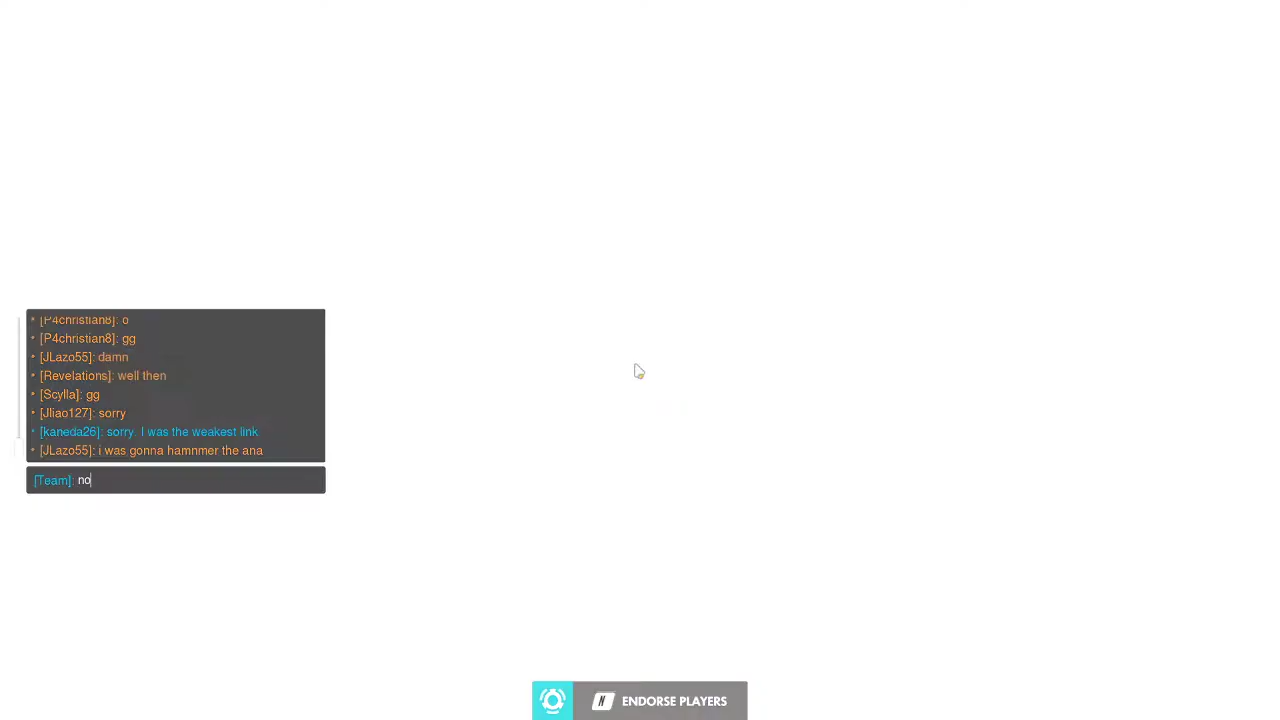 • [P4christian8]: o
• [P4christian8]: gg
• [JLazo55]: damn
• [Revelations]: well then
• [Scylla]: gg
• [Jliao127]: sorry
• [kaneda26]: sorry. I was the weakest link.
• [JLazo55]: i was gonna hamnmer the ana
[Team]: no
N ENDORSE PLAYERS